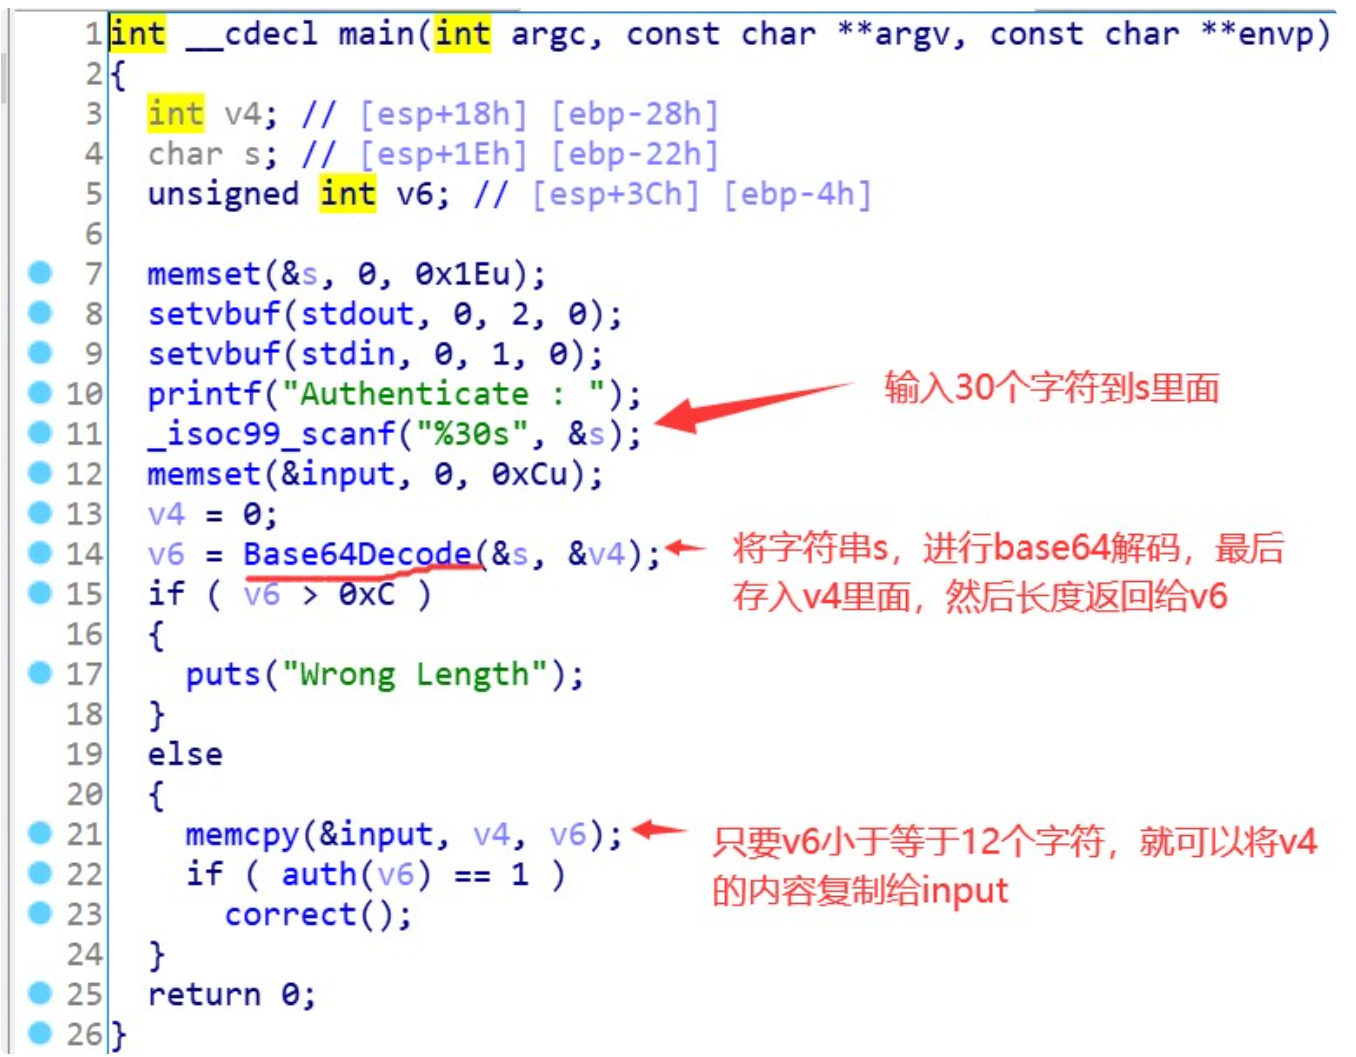 1 int __cdecl main(int argc, const char **argv, const char **envp)
2 {
3 int v4; // [esp+18h] [ebp-28h]
4 char s; // [esp+1Eh] [ebp-22h]
5 unsigned int v6; // [esp+3Ch] [ebp-4h]
6
7 memset(&s, 0, 0x1Eu);
8 setvbuf(stdout, 0, 2, 0);
9 setvbuf(stdin, 0, 1, 0);
10 printf("Authenticate : ");
输入30个字符到s里面
11 _isoc99_scanf("%30s", &s);
12 memset(&input, 0, 0xCu);
13 v4 = 0;
14 v6 = Base64Decode(&s, &v4);
将字符串s，进行base64解码，最后
存入v4里面，然后长度返回给v6
15 if ( v6 > 0xC )
16 {
17 puts("Wrong Length");
18 }
19 else
20 {
21 memcpy(&input, v4, v6);
只要v6小于等于12个字符，就可以将v4
的内容复制给input
22 if ( auth(v6) == 1 )
23 correct();
24 }
25 return 0;
26 }